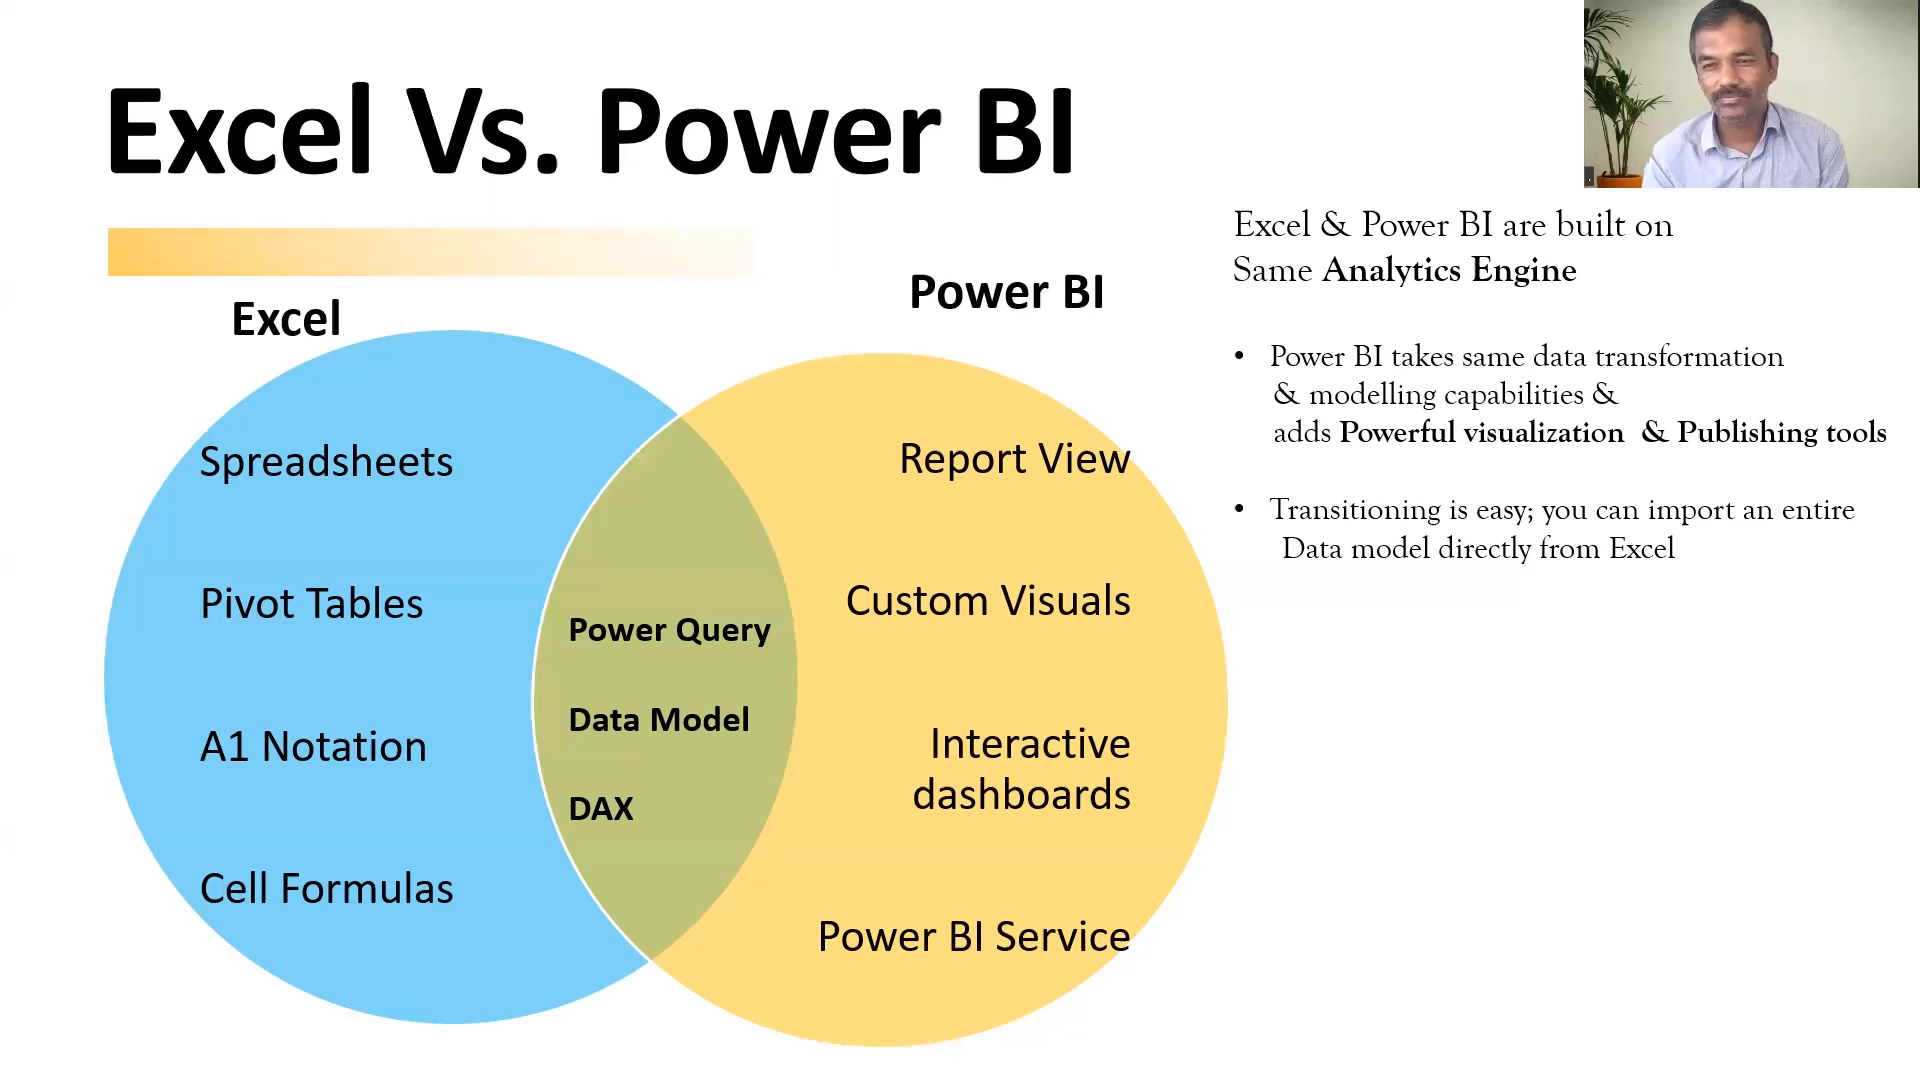 Excel Vs. Power BI
Excel
Spreadsheets
Pivot Tables
A1 Notation
Cell Formulas
Power Query
Data Model
DAX
Power BI
Report View
Custom Visuals
Interactive
dashboards
Power BI Service
Excel & Power BI are built on
Same Analytics Engine
• Power BI takes same data transformation
& modelling capabilities &
adds Powerful visualization & Publishing tools
• Transitioning is easy; you can import an entire
Data model directly from Excel